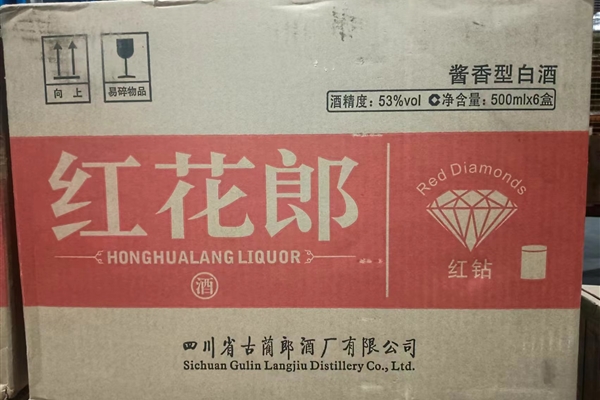 向 上
易碎物品
酱香型白酒
酒精度：53%vol 净含量：500mlx6盒
红花郎
HONGHUALANG LIQUOR
酒
Red Diamonds
红钻
四川省古蔺郎酒厂有限公司
Sichuan Gulin Langjiu Distillery Co., Ltd.